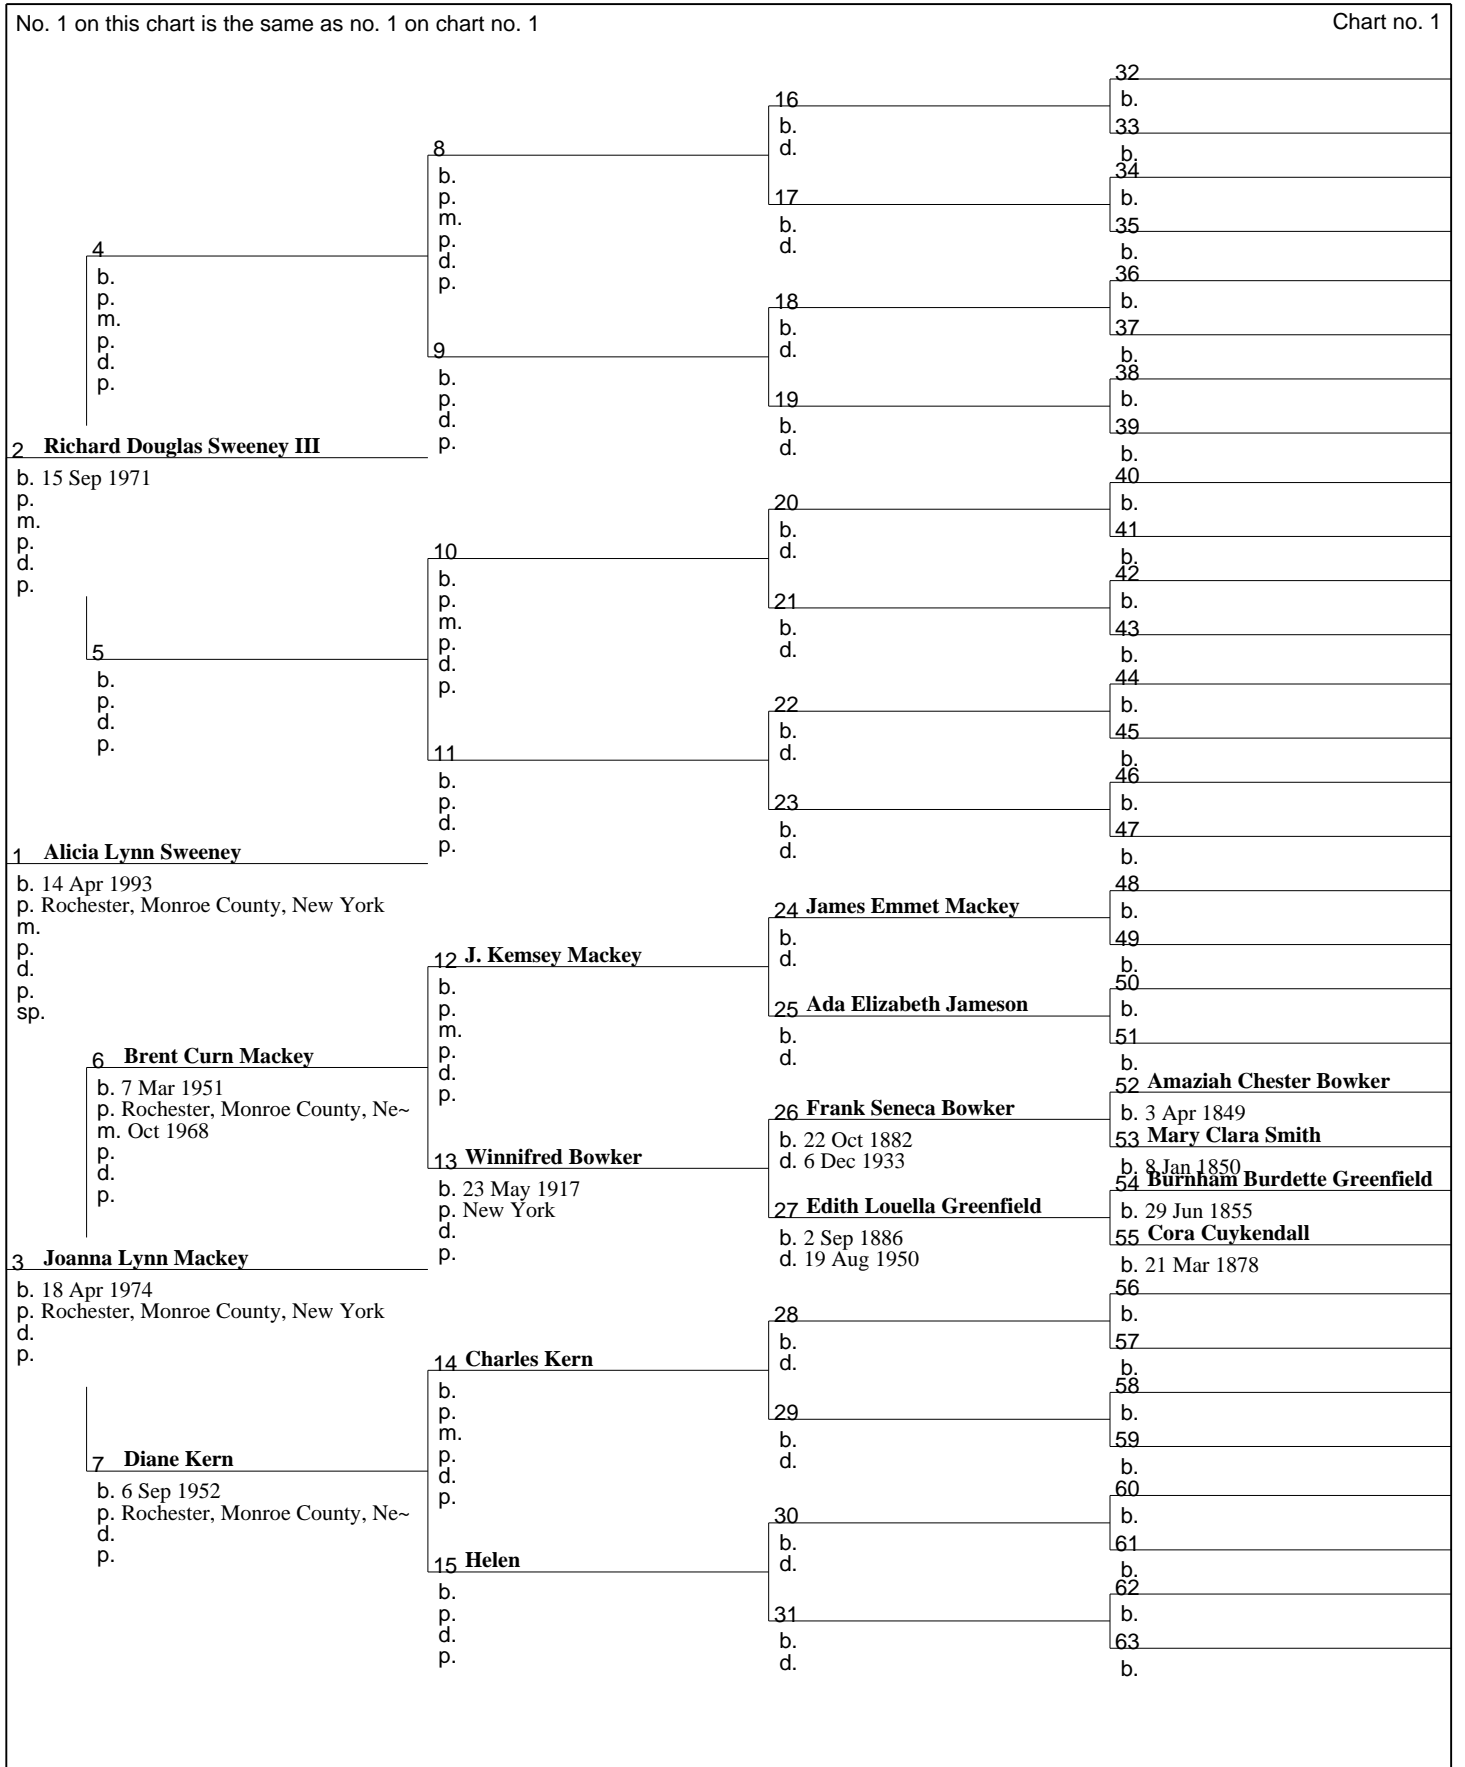 No. 1 on this chart is the same as no. 1 on chart no. 1
Chart no. 1
2 Richard Douglas Sweeney III
b. 15 Sep 1971
p.
m.
p.
d.
p.
1 Alicia Lynn Sweeney
b. 14 Apr 1993
p. Rochester, Monroe County, New York
m.
p.
d.
p.
sp.
3 Joanna Lynn Mackey
b. 18 Apr 1974
p. Rochester, Monroe County, New York
d.
p.
4
b.
p.
m.
p.
d.
p.
5
b.
p.
d.
p.
6 Brent Curn Mackey
b. 7 Mar 1951
p. Rochester, Monroe County, Ne~
m. Oct 1968
p.
d.
p.
7 Diane Kern
b. 6 Sep 1952
p. Rochester, Monroe County, Ne~
d.
p.
8
b.
p.
m.
p.
d.
p.
9
b.
p.
d.
p.
10
b.
p.
m.
p.
d.
p.
11
b.
p.
d.
p.
12 J. Kemsey Mackey
b.
p.
m.
p.
d.
p.
13 Winnifred Bowker
b. 23 May 1917
p. New York
d.
p.
14 Charles Kern
b.
p.
m.
p.
d.
p.
15 Helen
b.
p.
d.
p.
16
b.
d.
17
b.
d.
18
b.
d.
19
b.
d.
20
b.
d.
21
b.
d.
22
b.
d.
23
b.
d.
24 James Emmet Mackey
b.
d.
25 Ada Elizabeth Jameson
b.
d.
26 Frank Seneca Bowker
b. 22 Oct 1882
d. 6 Dec 1933
27 Edith Louella Greenfield
b. 2 Sep 1886
d. 19 Aug 1950
28
b.
d.
29
b.
d.
30
b.
d.
31
b.
d.
32
b.
33
b.
34
b.
35
b.
36
b.
37
b.
38
b.
39
b.
40
b.
41
b.
42
b.
43
b.
44
b.
45
b.
46
b.
47
b.
48
b.
49
b.
50
b.
51
b.
52 Amaziah Chester Bowker
b. 3 Apr 1849
53 Mary Clara Smith
b. 8 Jan 1850
54 Burnham Burdette Greenfield
b. 29 Jun 1855
55 Cora Cuykendall
b. 21 Mar 1878
56
b.
57
b.
58
b.
59
b.
60
b.
61
b.
62
b.
63
b.